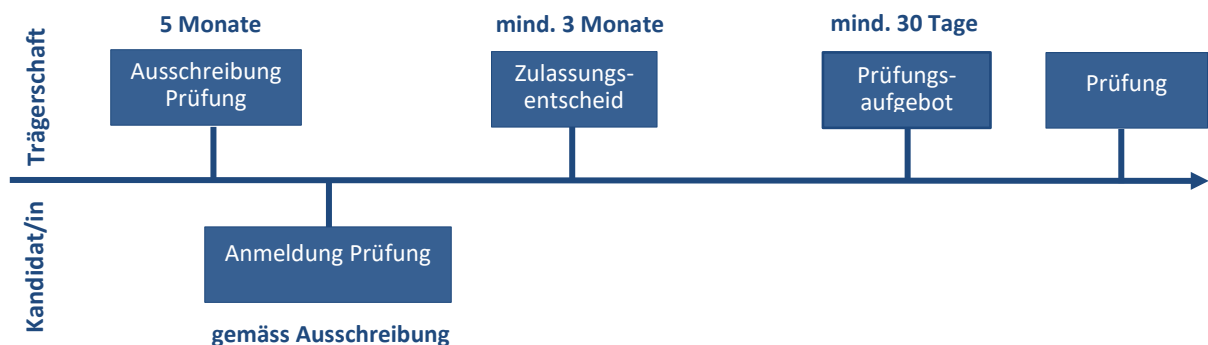 Trägerschaft
5 Monate
Ausschreibung
Prüfung
mind. 3 Monate
Zulassungs-
entscheid
mind. 30 Tage
Prüfungs-
aufgebot
Prüfung
Kandidat/in
Anmeldung Prüfung
gemäss Ausschreibung